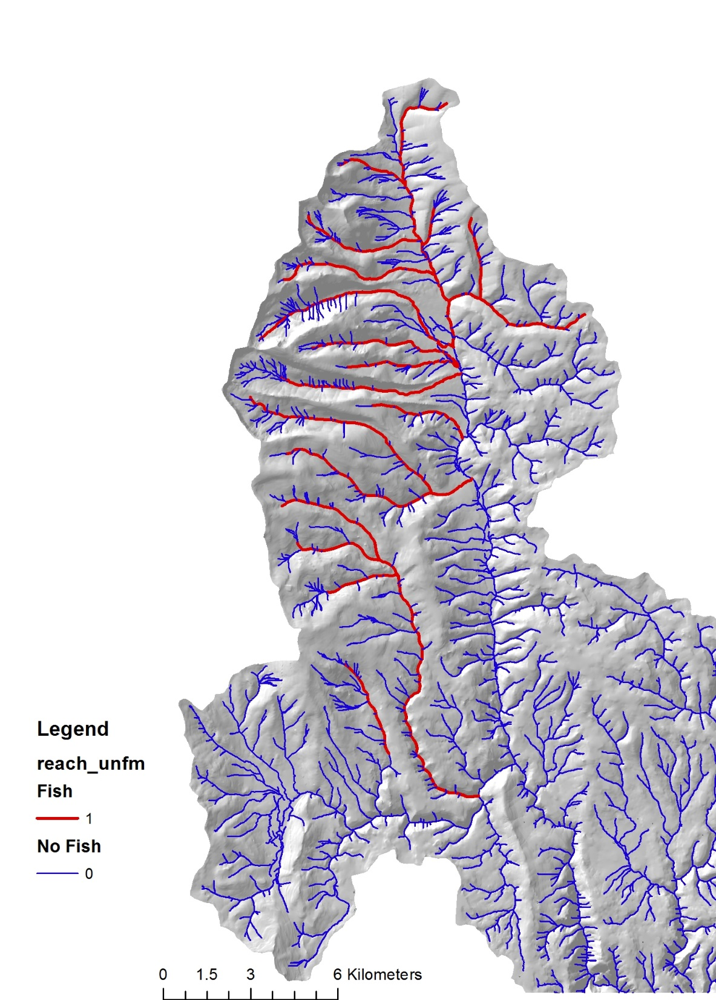 Legend
reach_unfm
Fish
1
No Fish
0
0 1.5 3 6 Kilometers